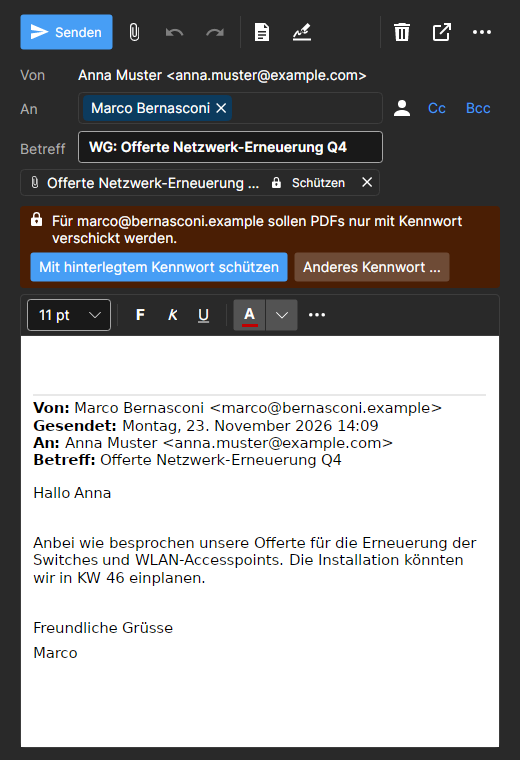 Senden
Von Anna Muster <anna.muster@example.com>
An Marco Bernasconi Cc Bcc
Betreff WG: Offerte Netzwerk-Erneuerung Q4
Offerte Netzwerk-Erneuerung ... Schützen
Für marco@bernasconi.example sollen PDFs nur mit Kennwort
verschickt werden.
Mit hinterlegtem Kennwort schützen Anderes Kennwort ...
11 pt F K U A
Von: Marco Bernasconi <marco@bernasconi.example>
Gesendet: Montag, 23. November 2026 14:09
An: Anna Muster <anna.muster@example.com>
Betreff: Offerte Netzwerk-Erneuerung Q4
Hallo Anna
Anbei wie besprochen unsere Offerte für die Erneuerung der
Switches und WLAN-Accesspoints. Die Installation könnten
wir in KW 46 einplanen.
Freundliche Grüsse
Marco